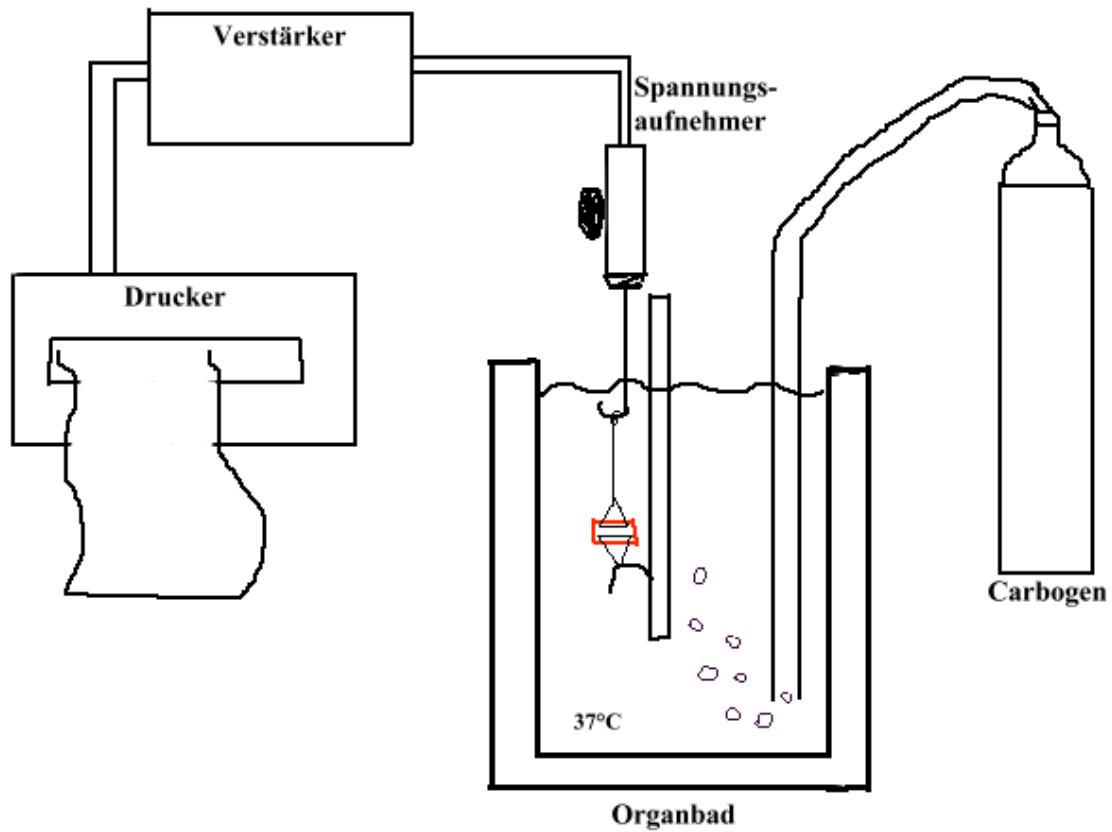 Verstärker
Spannungs-
aufnehmer
Drucker
Carbogen
37°C
Organbad